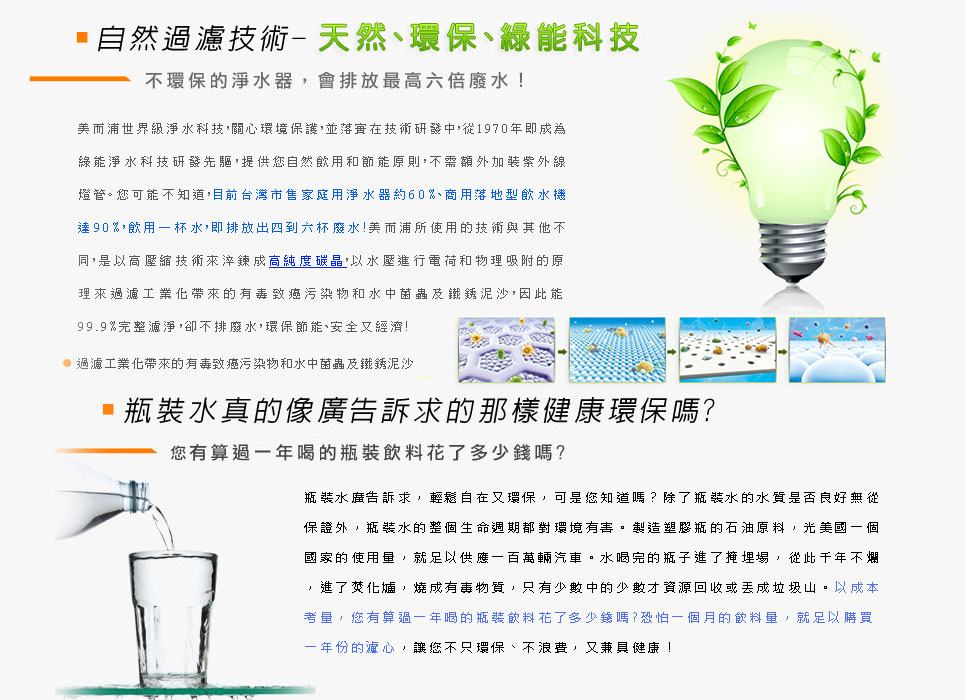 自然過濾技術- 天然、環保、綠能科技
不環保的淨水器，會排放最高六倍廢水！
美而浦世界級淨水科技，關心環境保護，並落實在技術研發中，從1970年即成為
綠能淨水科技研發先驅，提供您自然飲用和節能原則，不需額外加裝紫外線
燈管。您可能不知道，目前台灣市售家庭用淨水器約60%、商用落地型飲水機
達90%，飲用一杯水，即排放出四到六杯廢水!美而浦所使用的技術與其他不
同，是以高壓縮技術來淬鍊成高純度碳晶，以水壓進行電荷和物理吸附的原
理來過濾工業化帶來的有毒致癌污染物和水中菌蟲及鐵銹泥沙，因此能
99.9%完整濾淨，卻不排廢水，環保節能、安全又經濟!
過濾工業化帶來的有毒致癌污染物和水中菌蟲及鐵銹泥沙
瓶裝水真的像廣告訴求的那樣健康環保嗎?
您有算過一年喝的瓶裝飲料花了多少錢嗎?
瓶裝水廣告訴求，輕鬆自在又環保，可是您知道嗎？除了瓶裝水的水質是否良好無從
保證外，瓶裝水的整個生命週期都對環境有害。製造塑膠瓶的石油原料，光美國一個
國家的使用量，就足以供應一百萬輛汽車。水喝完的瓶子進了掩埋場，從此千年不爛
，進了焚化爐，燒成有毒物質，只有少數中的少數才資源回收或丟成垃圾山。以成本
考量，您有算過一年喝的瓶裝飲料花了多少錢嗎?恐怕一個月的飲料量，就足以購買
一年份的濾心，讓您不只環保、不浪費，又兼具健康！